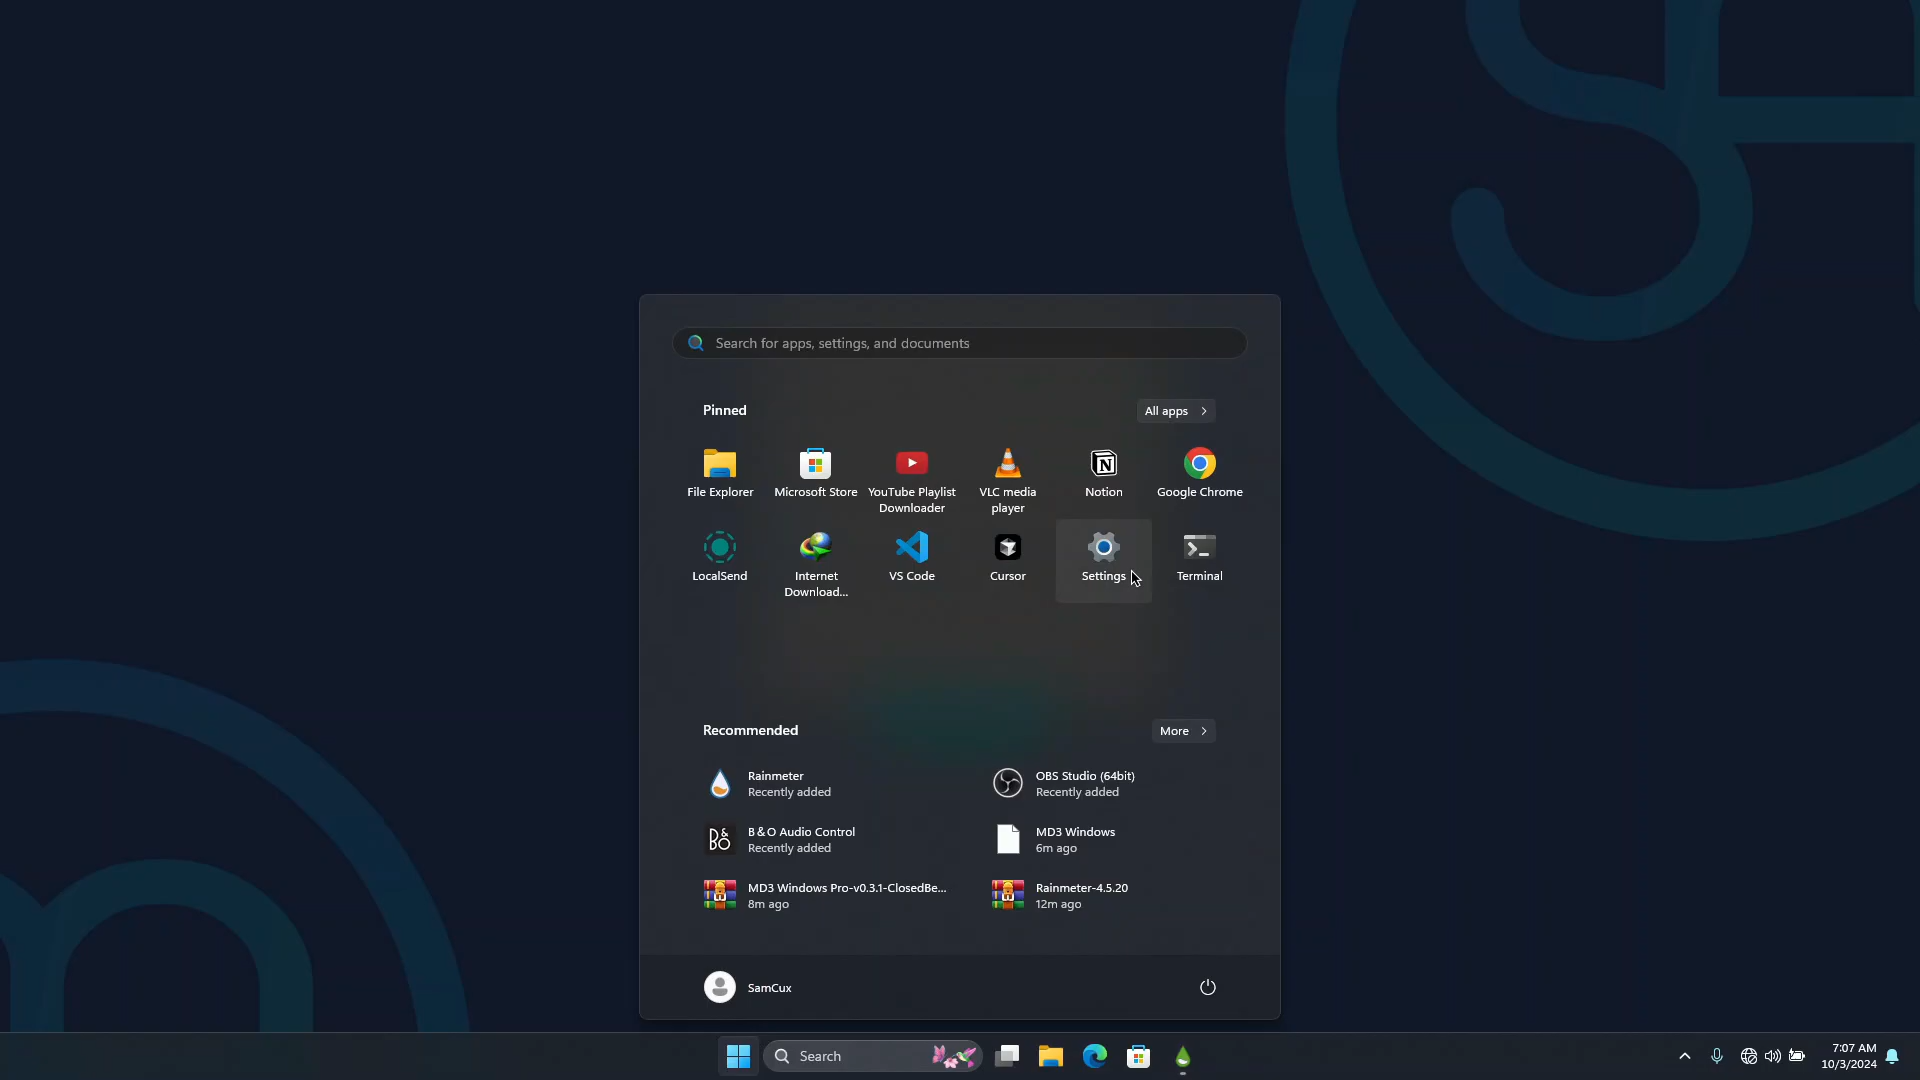 Search for apps, settings, and documents
Pinned
All apps
File Explorer
Microsoft Store
YouTube Playlist
Downloader
VLC media
player
Notion
Google Chrome
LocalSend
Internet
Download...
VS Code
Cursor
Settings
Terminal
Recommended
More
Rainmeter
Recently added
OBS Studio (64bit)
Recently added
B&O Audio Control
Recently added
MD3 Windows
6m ago
MD3 Windows Pro-v0.3.1-ClosedBe...
8m ago
Rainmeter-4.5.20
12m ago
SamCux
Search
7:07 AM
10/3/2024